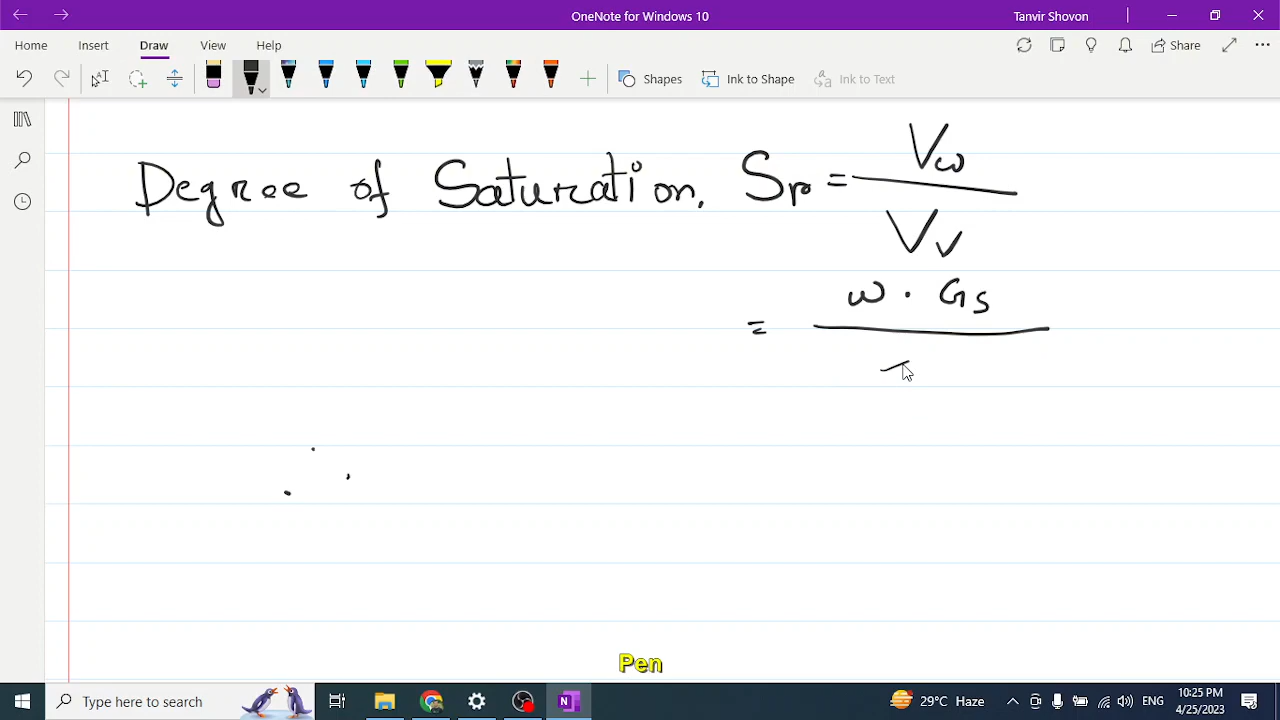 OneNote for Windows 10
Tanvir Shovon
Home Insert Draw View Help
Share
Shapes Ink to Shape Ink to Text
Degree of Saturation, Sr = Vw / Vv
= w · Gs
Pen
Type here to search
29°C Haze
ENG
10:25 PM
4/25/2023